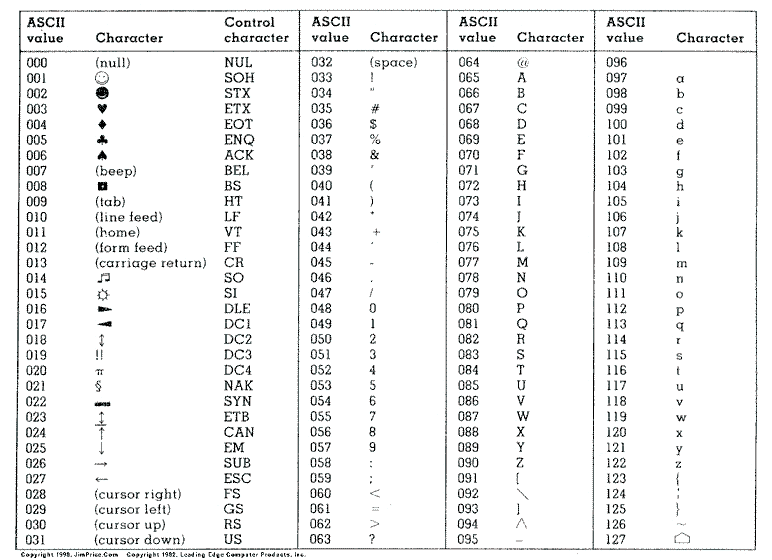 ASCII value Character Control character ASCII value Character ASCII value Character ASCII value Character
000 (null) NUL 032 (space) 064 @ 096
001 ☺ SOH 033 ! 065 A 097 a
002 ☻ STX 034 " 066 B 098 b
003 ♥ ETX 035 # 067 C 099 c
004 ♦ EOT 036 $ 068 D 100 d
005 ♣ ENQ 037 % 069 E 101 e
006 ♠ ACK 038 & 070 F 102 f
007 (beep) BEL 039 ' 071 G 103 g
008 ◘ BS 040 ( 072 H 104 h
009 (tab) HT 041 ) 073 I 105 i
010 (line feed) LF 042 * 074 J 106 j
011 (home) VT 043 + 075 K 107 k
012 (form feed) FF 044 ' 076 L 108 l
013 (carriage return) CR 045 - 077 M 109 m
014 ♫ SO 046 . 078 N 110 n
015 ☼ SI 047 / 079 O 111 o
016 ► DLE 048 0 080 P 112 p
017 ◄ DC1 049 1 081 Q 113 q
018 ↕ DC2 050 2 082 R 114 r
019 !! DC3 051 3 083 S 115 s
020 π DC4 052 4 084 T 116 t
021 § NAK 053 5 085 U 117 u
022 ▬ SYN 054 6 086 V 118 v
023 ↨ ETB 055 7 087 W 119 w
024 ↑ CAN 056 8 088 X 120 x
025 ↓ EM 057 9 089 Y 121 y
026 → SUB 058 : 090 Z 122 z
027 ← ESC 059 ; 091 [ 123 {
028 (cursor right) FS 060 < 092 \ 124 ¦
029 (cursor left) GS 061 = 093 ] 125 }
030 (cursor up) RS 062 > 094 ∧ 126 ~
031 (cursor down) US 063 ? 095 _ 127 ⌂
Copyright 1998, JimPrice.Com Copyright 1982, Leading Edge Computer Products, Inc.